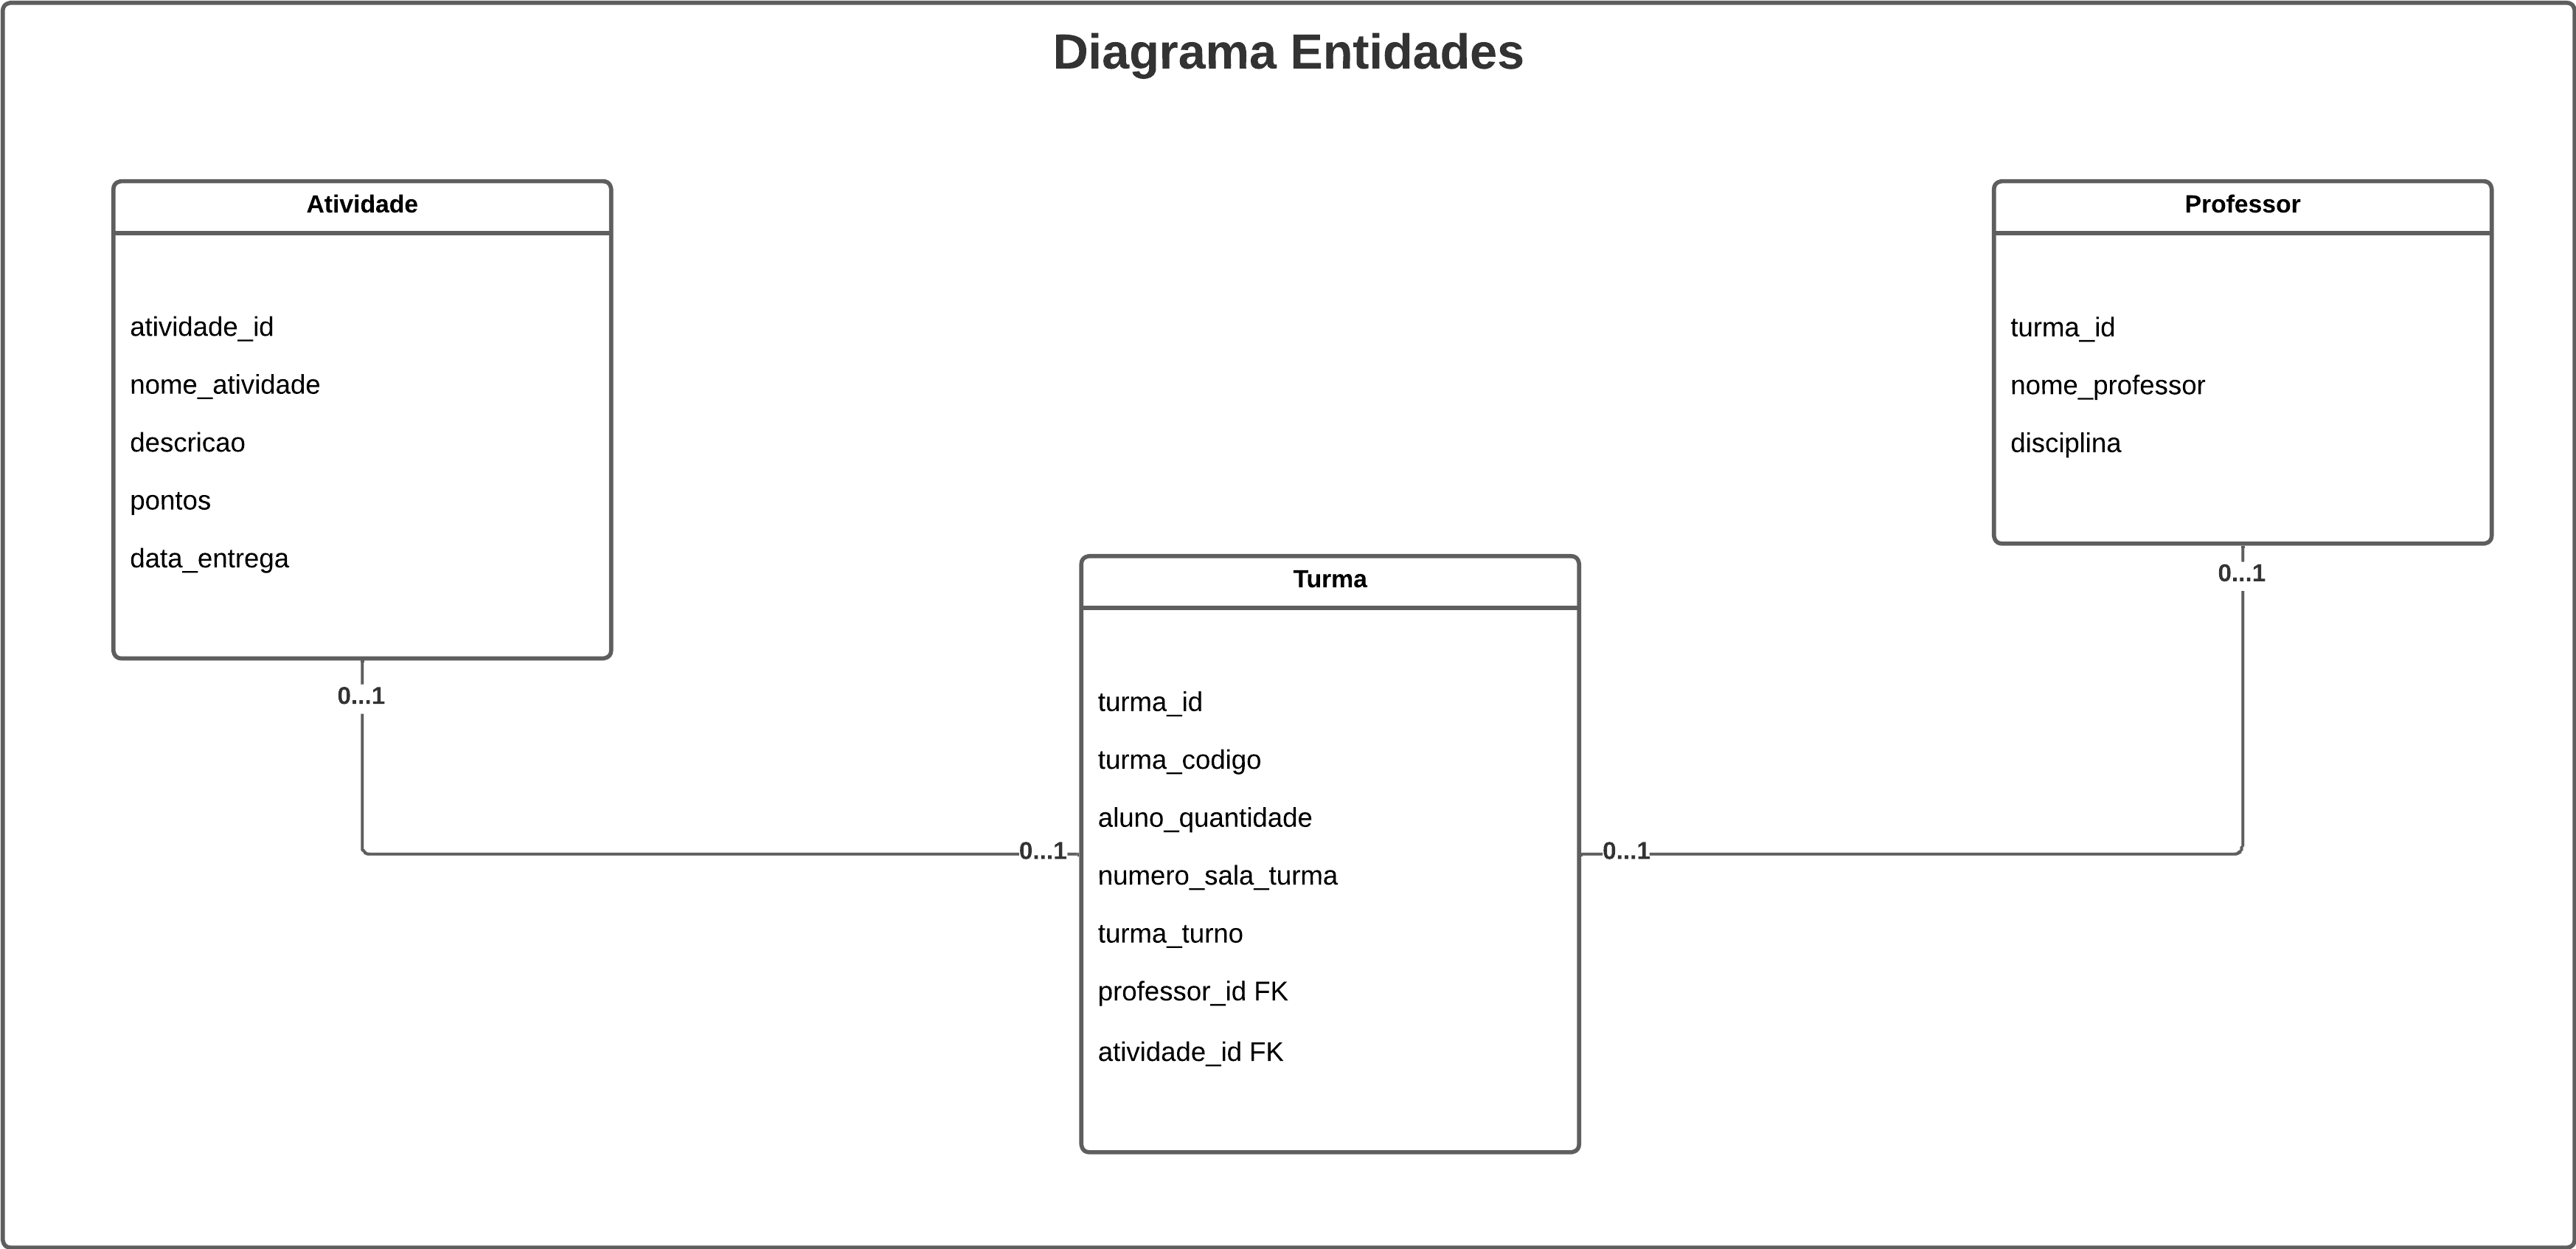 Diagrama Entidades
Atividade
atividade_id
nome_atividade
descricao
pontos
data_entrega
0...1
Professor
turma_id
nome_professor
disciplina
0...1
Turma
turma_id
turma_codigo
aluno_quantidade
numero_sala_turma
turma_turno
professor_id FK
atividade_id FK
0...1
0...1